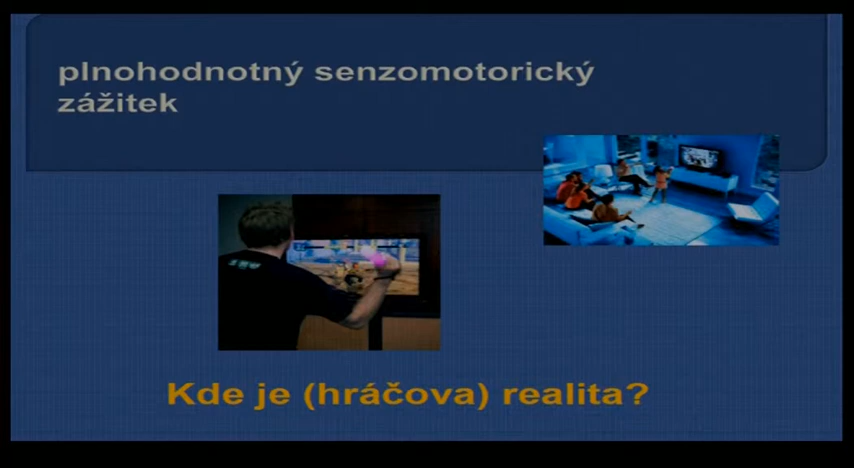 plnohodnotný senzomotorický
zážitek
Kde je (hráčova) realita?